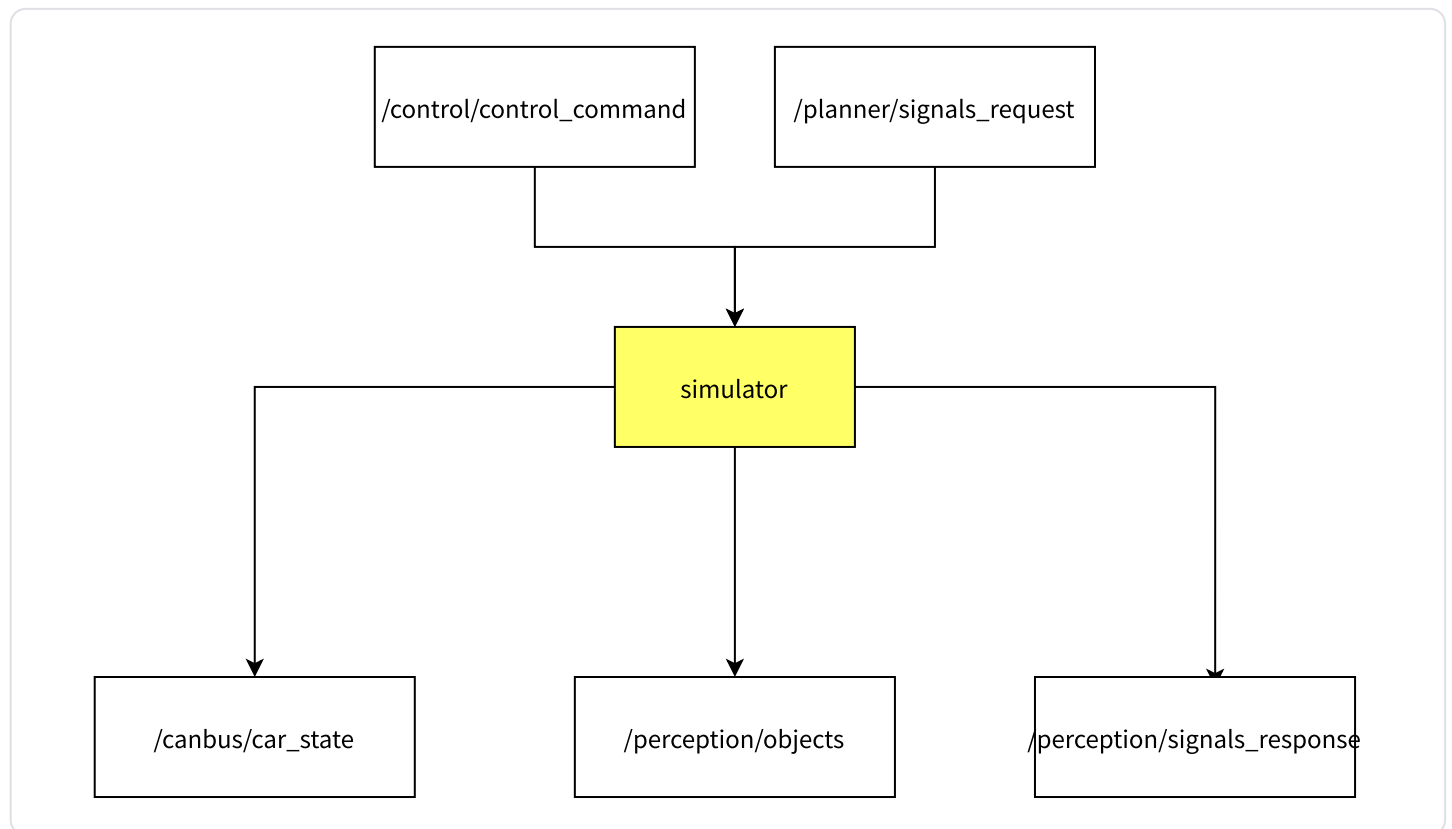 /control/control_command
/planner/signals_request
simulator
/canbus/car_state
/perception/objects
/perception/signals_response